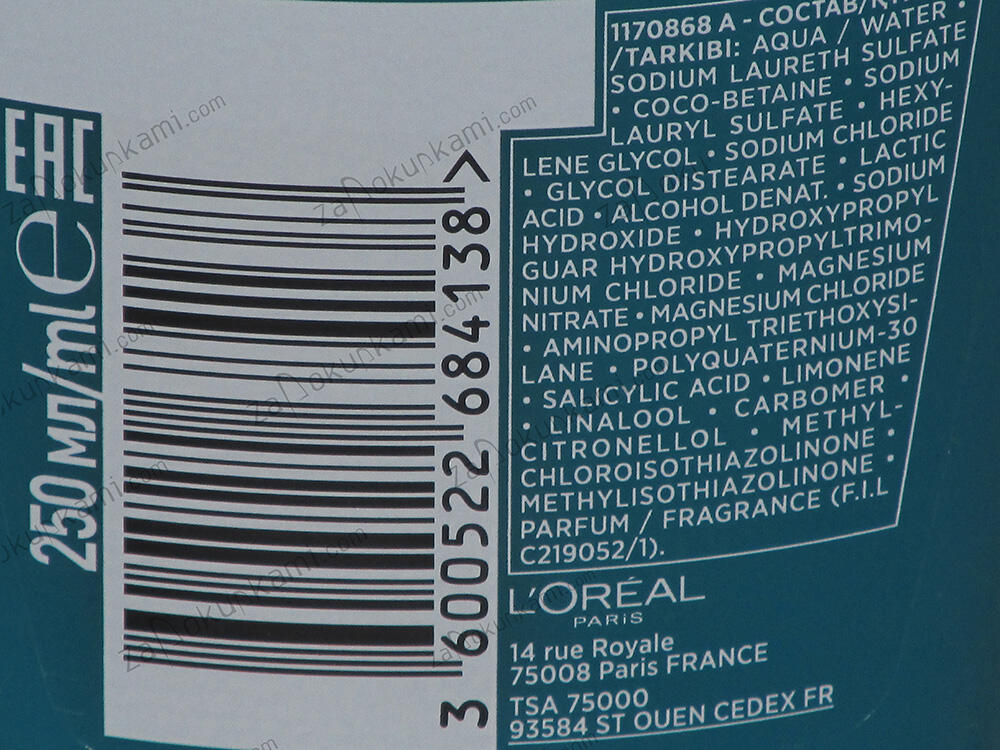 1170868 A - СОСТАВ/
/TARKIBI: AQUA / WATER •
SODIUM LAURETH SULFATE
• COCO-BETAINE • SODIUM
LAURYL SULFATE • HEXY-
LENE GLYCOL • SODIUM CHLORIDE
• GLYCOL DISTEARATE • LACTIC
ACID • ALCOHOL DENAT. • SODIUM
HYDROXIDE • HYDROXYPROPYL
GUAR HYDROXYPROPYLTRIMO-
NIUM CHLORIDE • MAGNESIUM
NITRATE • MAGNESIUM CHLORIDE
• AMINOPROPYL TRIETHOXYSI-
LANE • POLYQUATERNIUM-30
• SALICYLIC ACID • LIMONENE
• LINALOOL • CARBOMER •
CITRONELLOL • METHYL-
CHLOROISOTHIAZOLINONE •
METHYLISOTHIAZOLINONE •
PARFUM / FRAGRANCE (F.I.L
C219052/1).
L'ORÉAL
PARIS
14 rue Royale
75008 Paris FRANCE
TSA 75000
93584 ST OUEN CEDEX FR
EAC
250 мл/ml e
3 600522 684138 >
zapokunkami.com